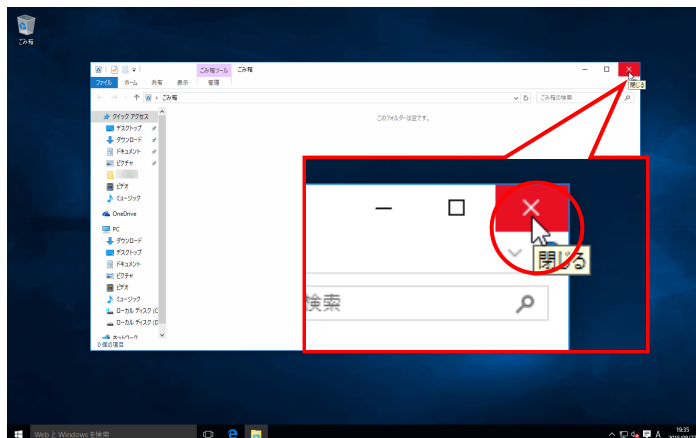 ごみ箱
ごみ箱ツール ごみ箱
ファイル ホーム 共有 表示 管理
ごみ箱
ごみ箱の検索
閉じる
このフォルダーは空です。
クイック アクセス
デスクトップ
ダウンロード
ドキュメント
ピクチャ
ビデオ
ミュージック
OneDrive
PC
ダウンロード
デスクトップ
ドキュメント
ピクチャ
ビデオ
ミュージック
ローカル ディスク (C
ローカル ディスク (D
ネットワーク
0 個の項目
閉じる
検索
Web と Windows を検索
A
19:35